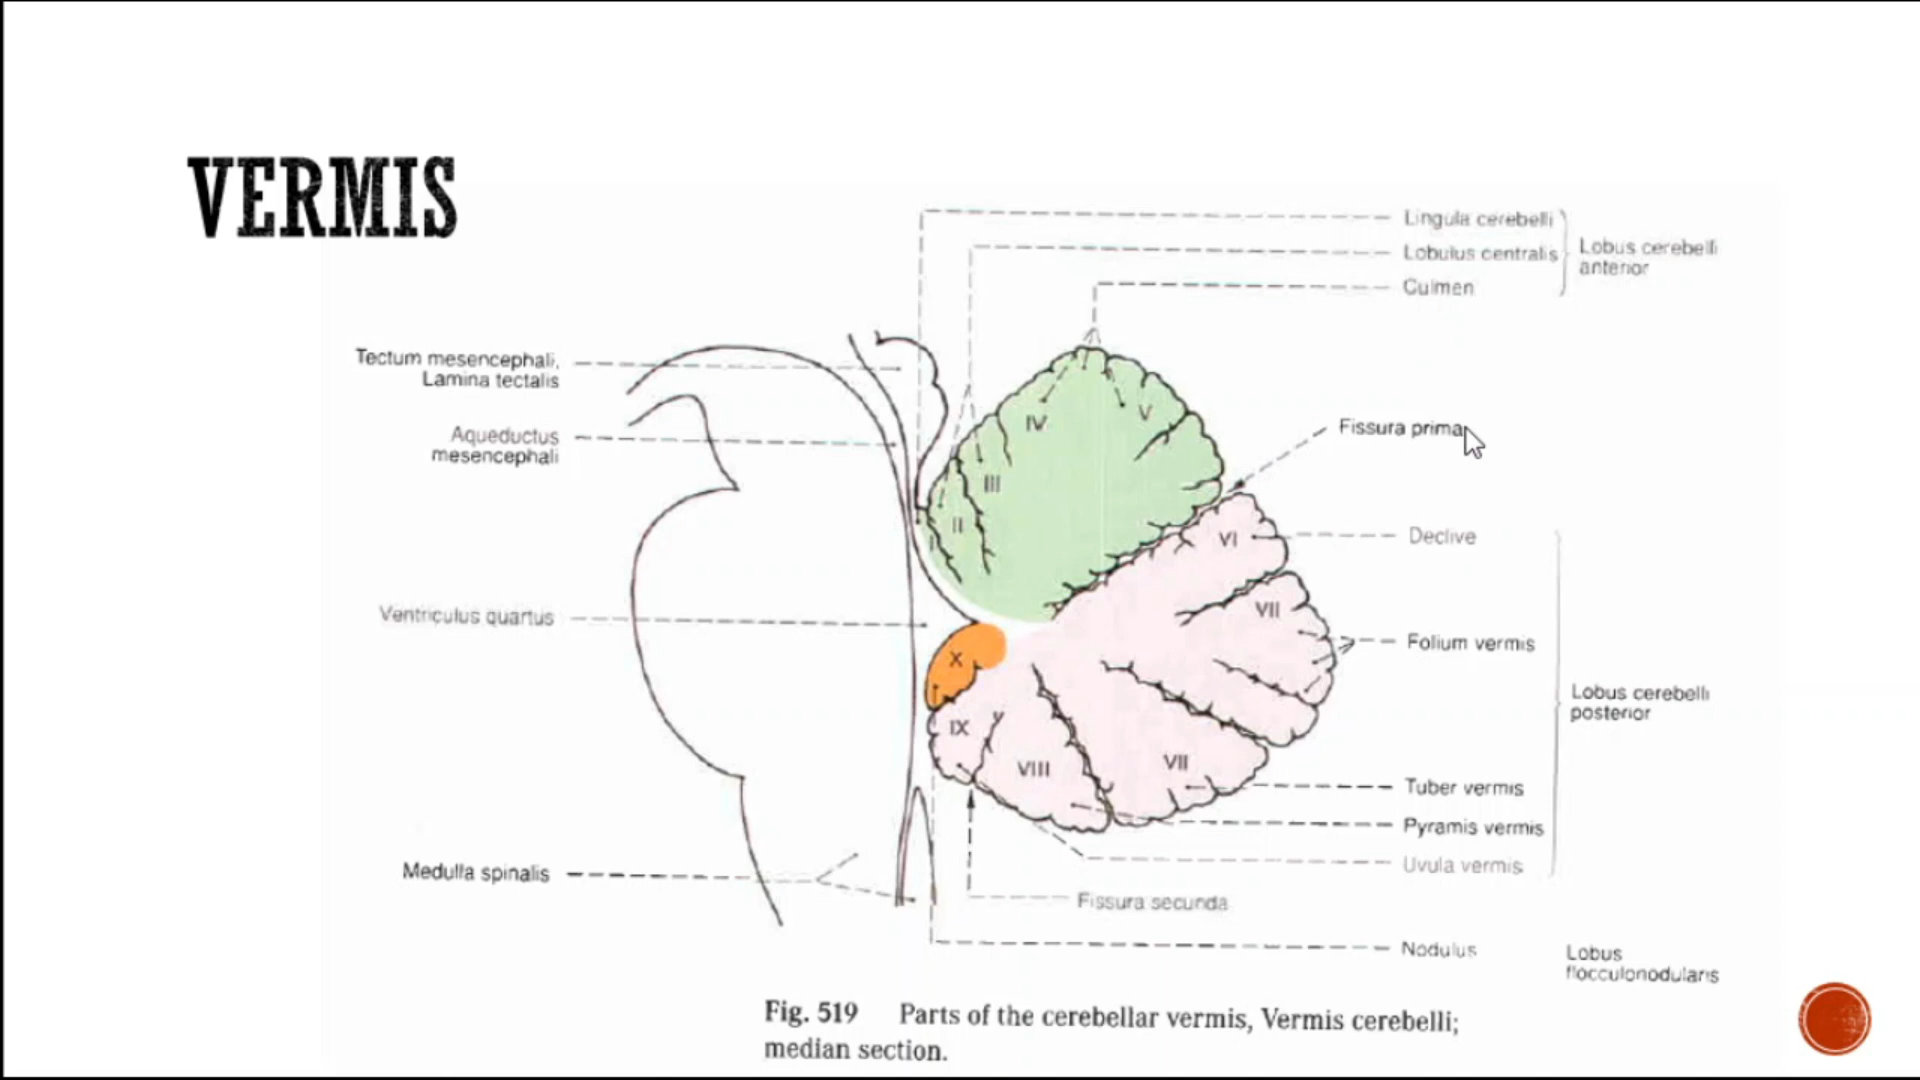 VERMIS
Lingula cerebelli
Lobulus centralis
Culmen
Lobus cerebelli
anterior
Tectum mesencephali,
Lamina tectalis
Aqueductus
mesencephali
Ventriculus quartus
Medulla spinalis
IV
V
III
II
I
Fissura prima
VI
Declive
VII
Folium vermis
X
IX
VIII
VII
Lobus cerebelli
posterior
Tuber vermis
Pyramis vermis
Uvula vermis
Fissura secunda
Nodulus
Lobus
flocculonodularis
Fig. 519 Parts of the cerebellar vermis, Vermis cerebelli;
median section.